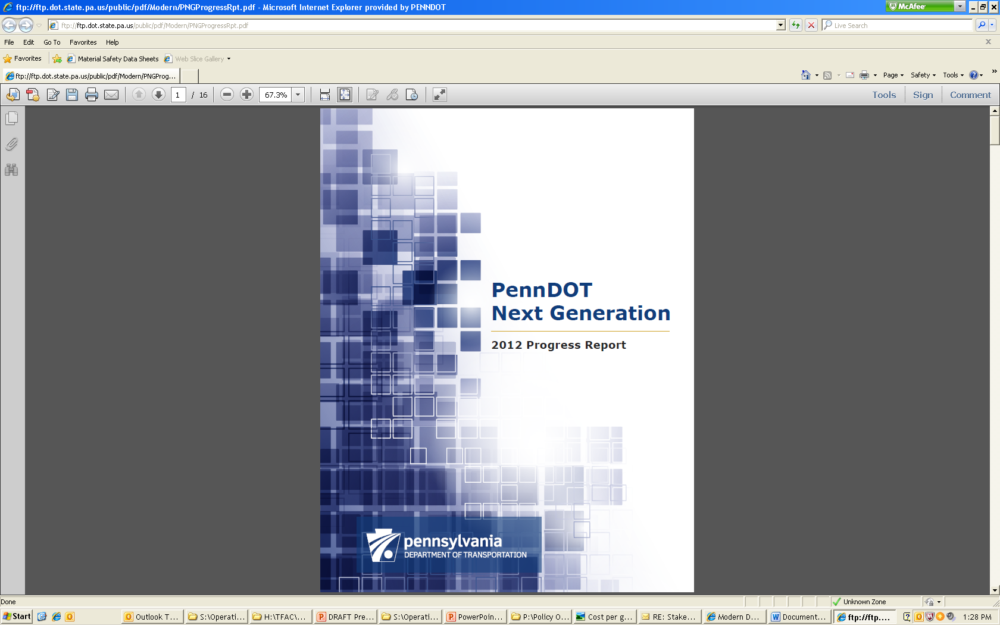 ftp://ftp.dot.state.pa.us/public/pdf/Modern/PNGProgressRpt.pdf - Microsoft Internet Explorer provided by PENNDOT
McAfee
ftp://ftp.dot.state.pa.us/public/pdf/Modern/PNGProgressRpt.pdf
Live Search
File Edit Go To Favorites Help
Favorites Material Safety Data Sheets Web Slice Gallery
ftp://ftp.dot.state.pa.us/public/pdf/Modern/PNGProg...
Page Safety Tools
1 / 16 67.3% Tools Sign Comment
PennDOT
Next Generation
2012 Progress Report
pennsylvania
DEPARTMENT OF TRANSPORTATION
Done Unknown Zone
Start Outlook T... S:\Operati... H:\TFAC\... DRAFT Pre... S:\Operati... PowerPoin... P:\Policy O... Cost per g... RE: Stake... Modern D... Document... ftp://ftp.... 1:28 PM